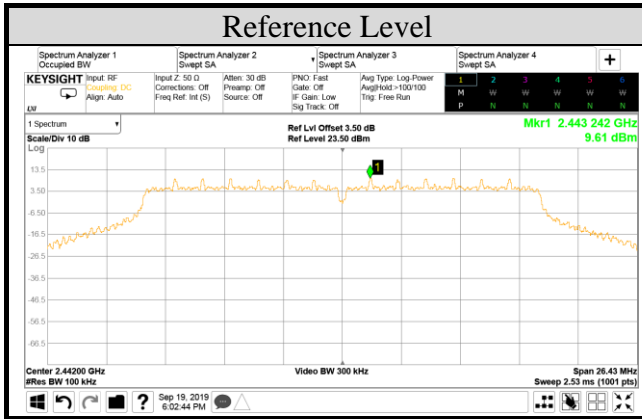 Reference Level
Spectrum Analyzer 1
Occupied BW
Spectrum Analyzer 2
Swept SA
Spectrum Analyzer 3
Swept SA
Spectrum Analyzer 4
Swept SA
+
KEYSIGHT
Input: RF
Coupling: DC
Align: Auto
Input Z: 50 Ω
Corrections: Off
Freq Ref: Int (S)
Atten: 30 dB
Preamp: Off
Source: Off
PNO: Fast
Gate: Off
IF Gain: Low
Sig Track: Off
Avg Type: Log-Power
Avg|Hold:>100/100
Trig: Free Run
1 2 3 4 5 6
M W W W W W
P N N N N N
LXI
1 Spectrum
Scale/Div 10 dB
Ref Lvl Offset 3.50 dB
Ref Level 23.50 dBm
Mkr1 2.443 242 GHz
9.61 dBm
Log
1
13.5
3.50
-6.50
-16.5
-26.5
-36.5
-46.5
-56.5
-66.5
Center 2.44200 GHz
#Res BW 100 kHz
Video BW 300 kHz
Span 26.43 MHz
Sweep 2.53 ms (1001 pts)
?
Sep 19, 2019
6:02:44 PM